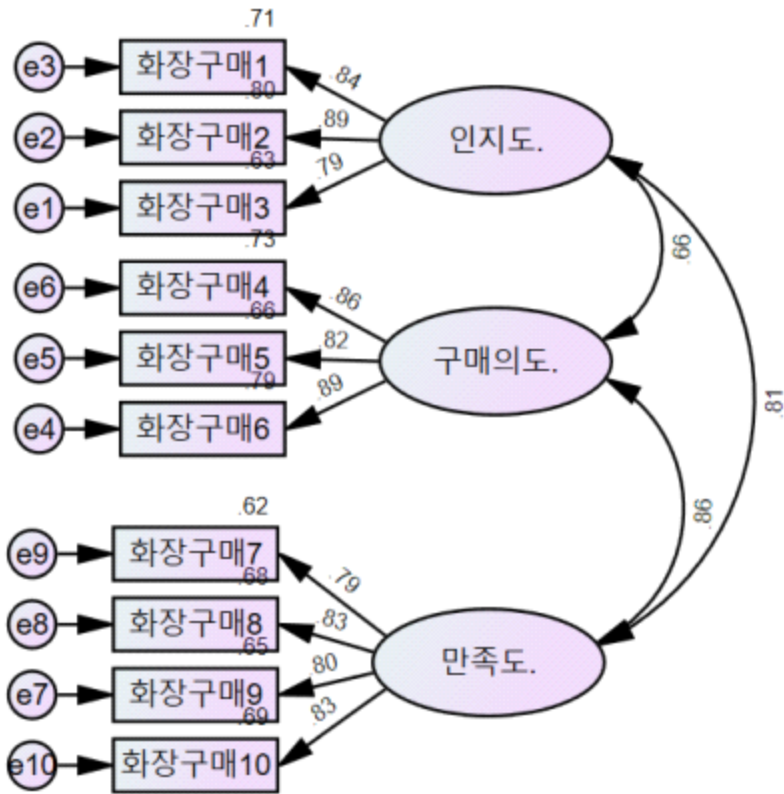 .71
e3 화장구매1 .84
.80
e2 화장구매2 .89 인지도.
.63
e1 화장구매3 .79
.73
.66
e6 화장구매4 .86
.66
e5 화장구매5 .82 구매의도.
.79
e4 화장구매6 .89
.81
.86
.62
e9 화장구매7 .79
.68
e8 화장구매8 .83
.65
e7 화장구매9 80 만족도.
.69
e10 화장구매10 .83